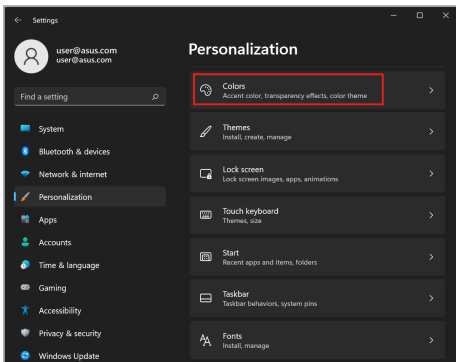 Settings
user@asus.com
user@asus.com
Find a setting
System
Bluetooth & devices
Network & internet
Personalization
Apps
Accounts
Time & language
Gaming
Accessibility
Privacy & security
Windows Update
Personalization
Colors
Accent color, transparency effects, color theme
Themes
Install, create, manage
Lock screen
Lock screen images, apps, animations
Touch keyboard
Themes, size
Start
Recent apps and items, folders
Taskbar
Taskbar behaviors, system pins
Fonts
Install, manage